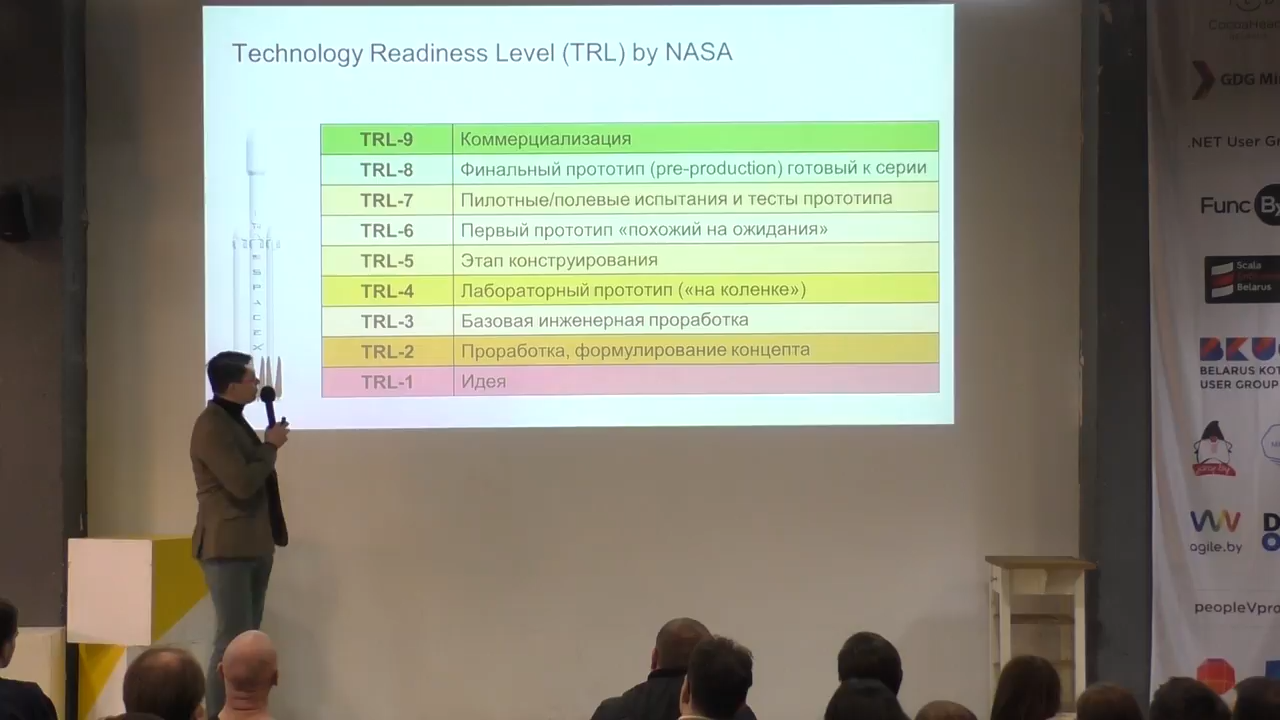 Technology Readiness Level (TRL) by NASA
TRL-9 Коммерциализация
TRL-8 Финальный прототип (pre-production) готовый к серии
TRL-7 Пилотные/полевые испытания и тесты прототипа
TRL-6 Первый прототип «похожий на ожидания»
TRL-5 Этап конструирования
TRL-4 Лабораторный прототип («на коленке»)
TRL-3 Базовая инженерная проработка
TRL-2 Проработка, формулирование концепта
TRL-1 Идея
SPACEX
GDG Mi
.NET User Gr
Func By
Scala
Belarus
BKU
BELARUS KOT
USER GROUP
agile.by
peopleVpro